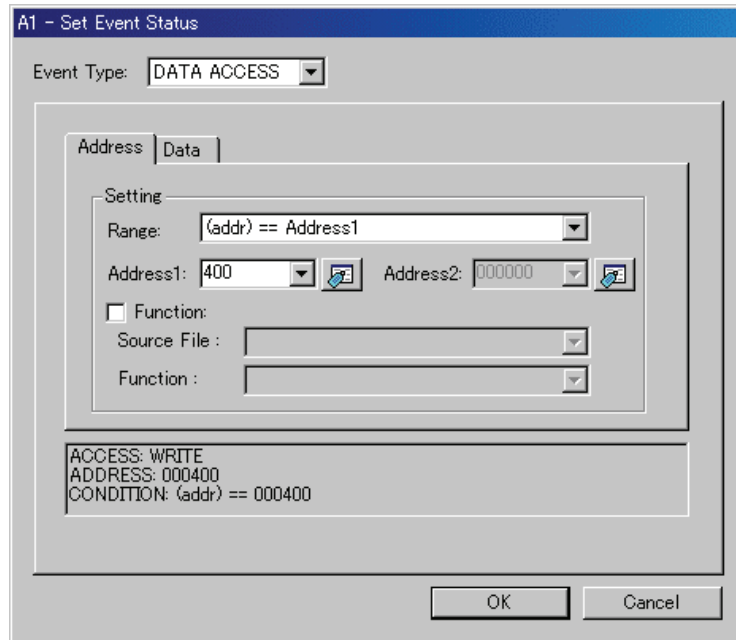 A1 - Set Event Status
Event Type: DATA ACCESS
Address Data
Setting
Range: (addr) == Address1
Address1: 400 Address2: 000000
Function:
Source File :
Function :
ACCESS: WRITE
ADDRESS: 000400
CONDITION: (addr) == 000400
OK Cancel